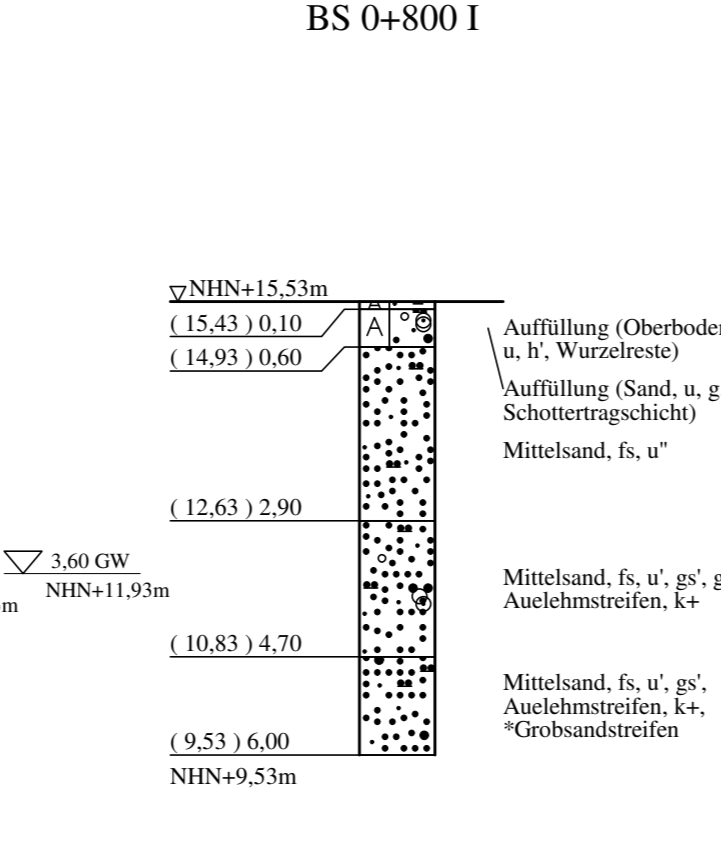 BS 0+800 I
NHN+15,53m
( 15,43 ) 0,10
A
A
( 14,93 ) 0,60
Auffüllung (Oberboden
u, h', Wurzelreste)
Auffüllung (Sand, u, g
Schottertragschicht)
Mittelsand, fs, u"
( 12,63 ) 2,90
3,60 GW
NHN+11,93m
m
Mittelsand, fs, u', gs', g
Auelehmstreifen, k+
( 10,83 ) 4,70
Mittelsand, fs, u', gs',
Auelehmstreifen, k+,
*Grobsandstreifen
( 9,53 ) 6,00
NHN+9,53m